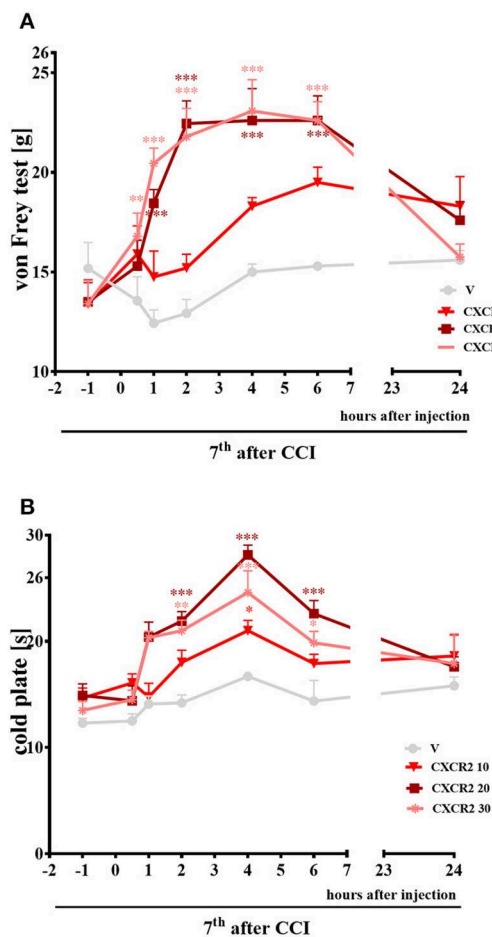 A
von Frey test [g]
26
25
20
15
10
*** *** ***
*** ***
***
** *** *** ***
-2 -1 0 1 2 3 4 5 6 7 23 24
V
CXCI
CXCI
CXCI
hours after injection
7th after CCI
B
cold plate [s]
30
26
20
10
0
***
*** *** ***
** * *
-2 -1 0 1 2 3 4 5 6 7 23 24
V
CXCR2 10
CXCR2 20
CXCR2 30
hours after injection
7th after CCI